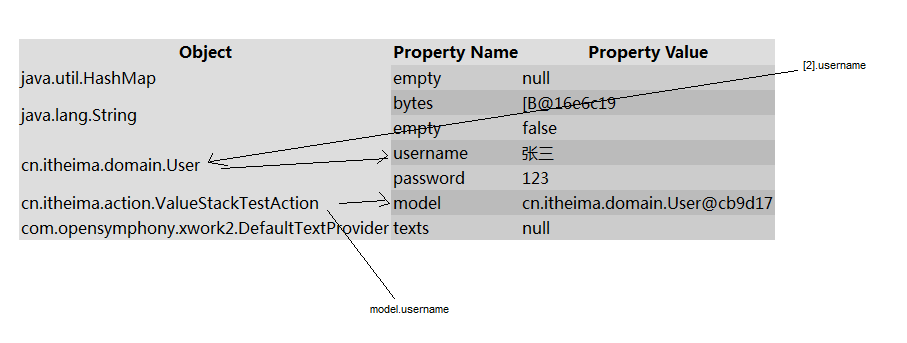 Object Property Name Property Value
java.util.HashMap empty null
[2].username
java.lang.String bytes [B@16e6c19
empty false
cn.itheima.domain.User username 张三
password 123
cn.itheima.action.ValueStackTestAction model cn.itheima.domain.User@cb9d17
com.opensymphony.xwork2.DefaultTextProvider texts null
model.username